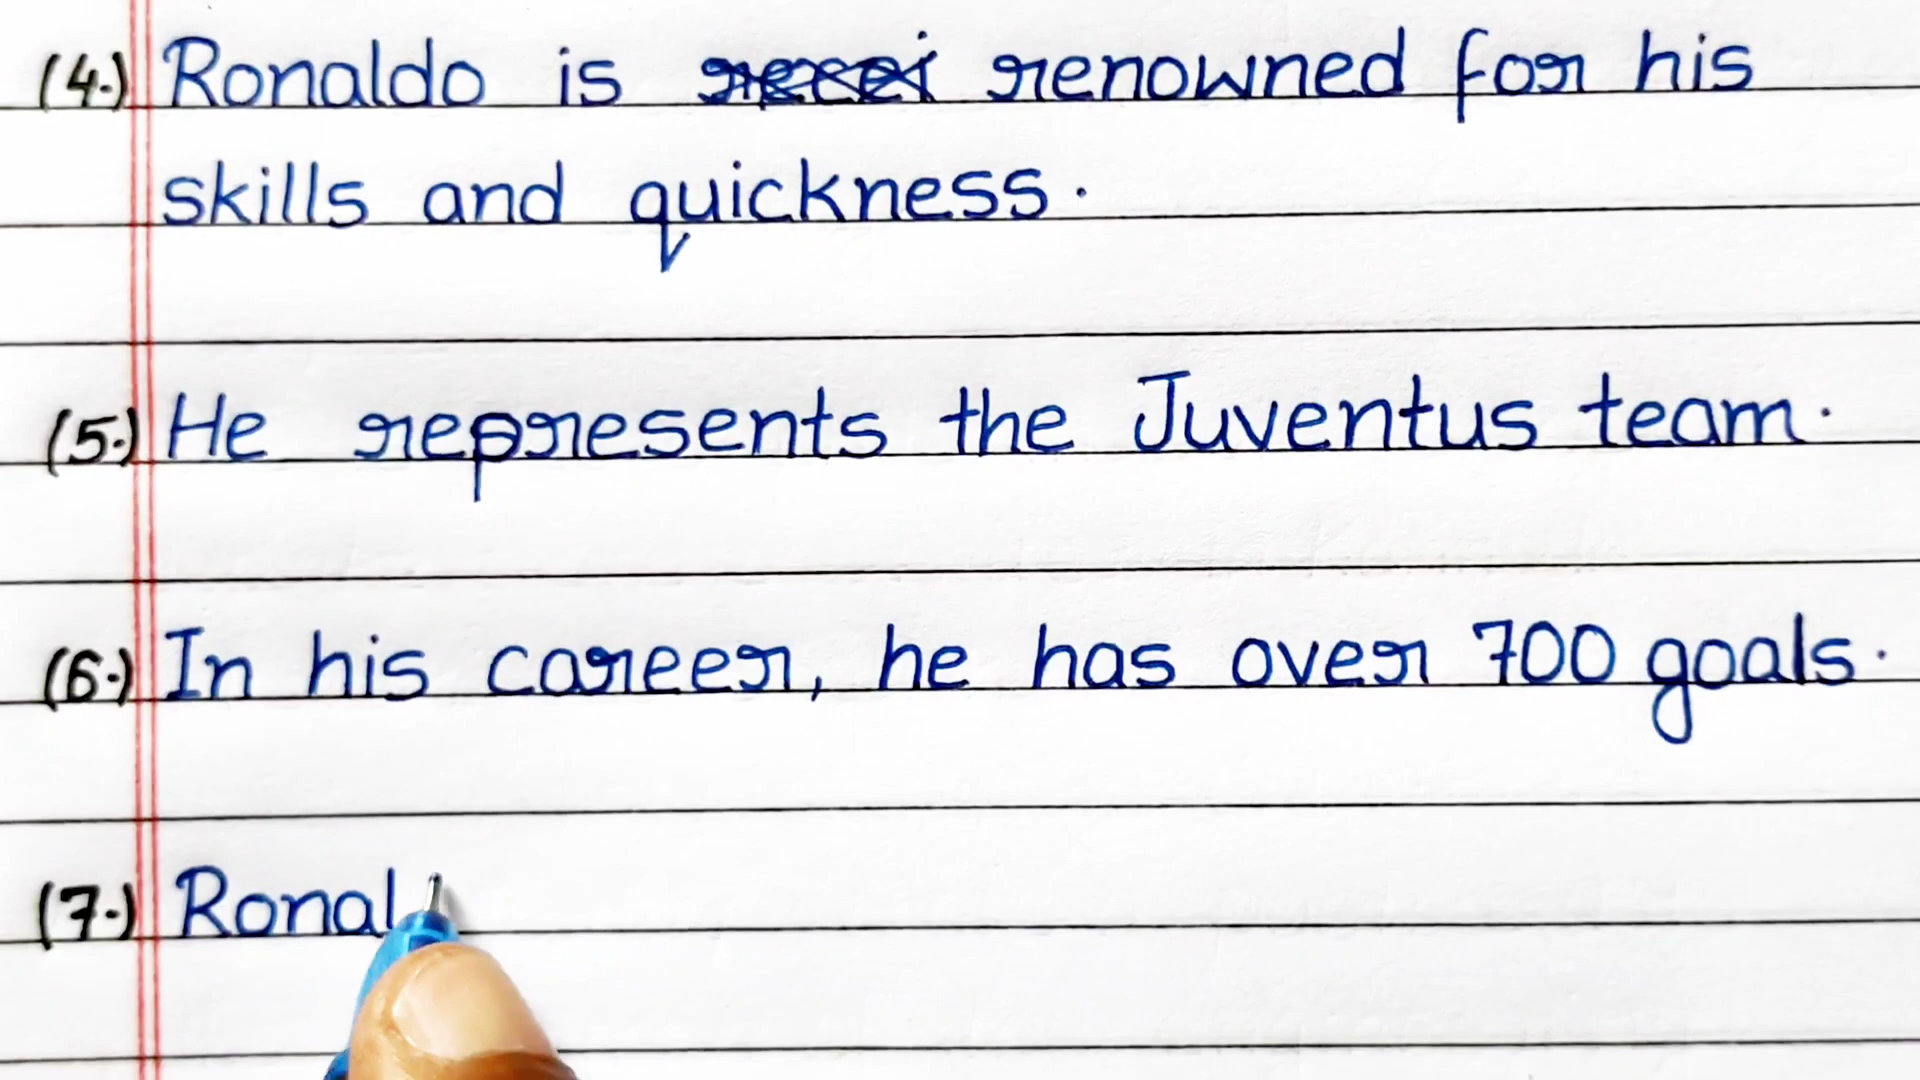 (4.) Ronaldo is renowned for his
skills and quickness.
(5.) He represents the Juventus team.
(6.) In his career, he has over 700 goals.
(7.) Ronal